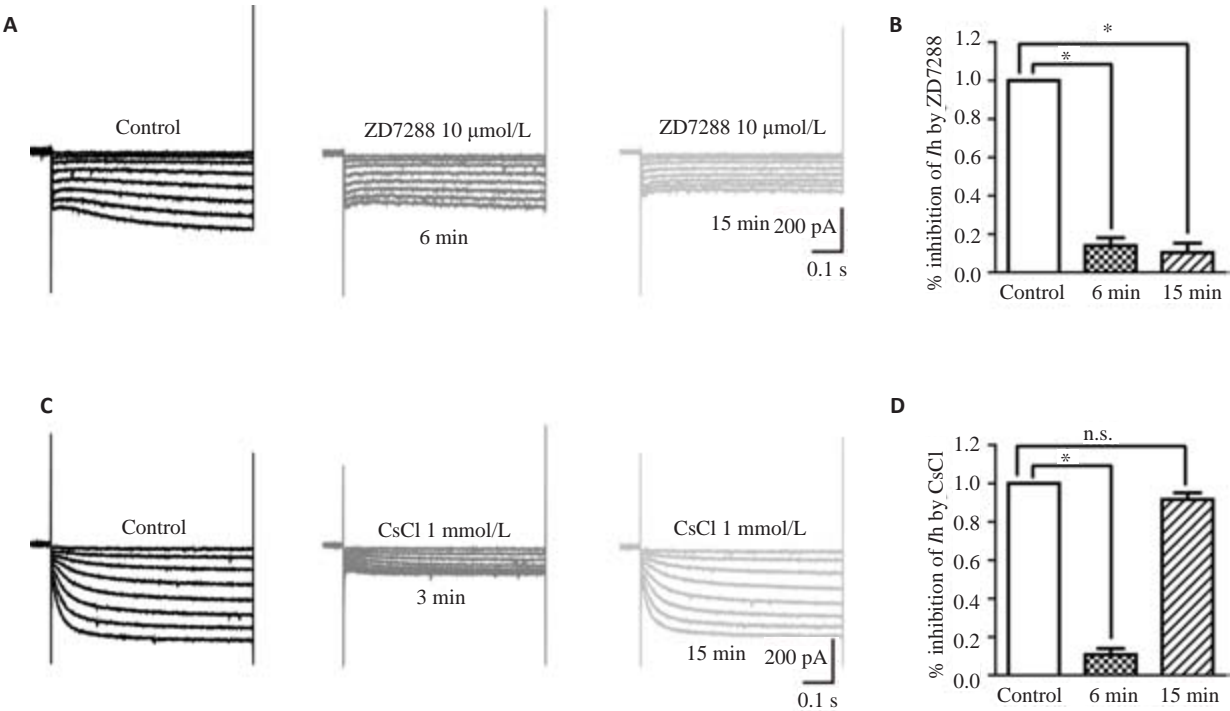 A
Control
ZD7288 10 μmol/L
6 min
ZD7288 10 μmol/L
15 min 200 pA
0.1 s
B
% inhibition of Ih by ZD7288
1.2
1.0
0.8
0.6
0.4
0.2
0.0
*
*
Control 6 min 15 min
C
Control
CsCl 1 mmol/L
3 min
CsCl 1 mmol/L
15 min 200 pA
0.1 s
D
% inhibition of Ih by CsCl
1.2
1.0
0.8
0.6
0.4
0.2
0.0
n.s.
*
Control 6 min 15 min